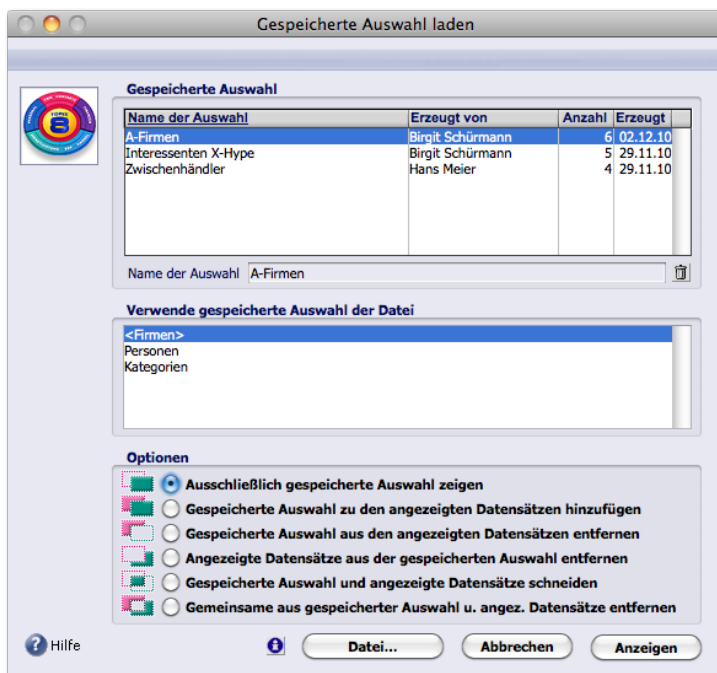 Gespeicherte Auswahl laden
Gespeicherte Auswahl
Name der Auswahl Erzeugt von Anzahl Erzeugt
A-Firmen Birgit Schürmann 6 02.12.10
Interessenten X-Hype Birgit Schürmann 5 29.11.10
Zwischenhändler Hans Meier 4 29.11.10
Name der Auswahl A-Firmen
Verwende gespeicherte Auswahl der Datei
<Firmen>
Personen
Kategorien
Optionen
Ausschließlich gespeicherte Auswahl zeigen
Gespeicherte Auswahl zu den angezeigten Datensätzen hinzufügen
Gespeicherte Auswahl aus den angezeigten Datensätzen entfernen
Angezeigte Datensätze aus der gespeicherten Auswahl entfernen
Gespeicherte Auswahl und angezeigte Datensätze schneiden
Gemeinsame aus gespeicherter Auswahl u. angez. Datensätze entfernen
? Hilfe i Datei... Abbrechen Anzeigen
TOPIX
8